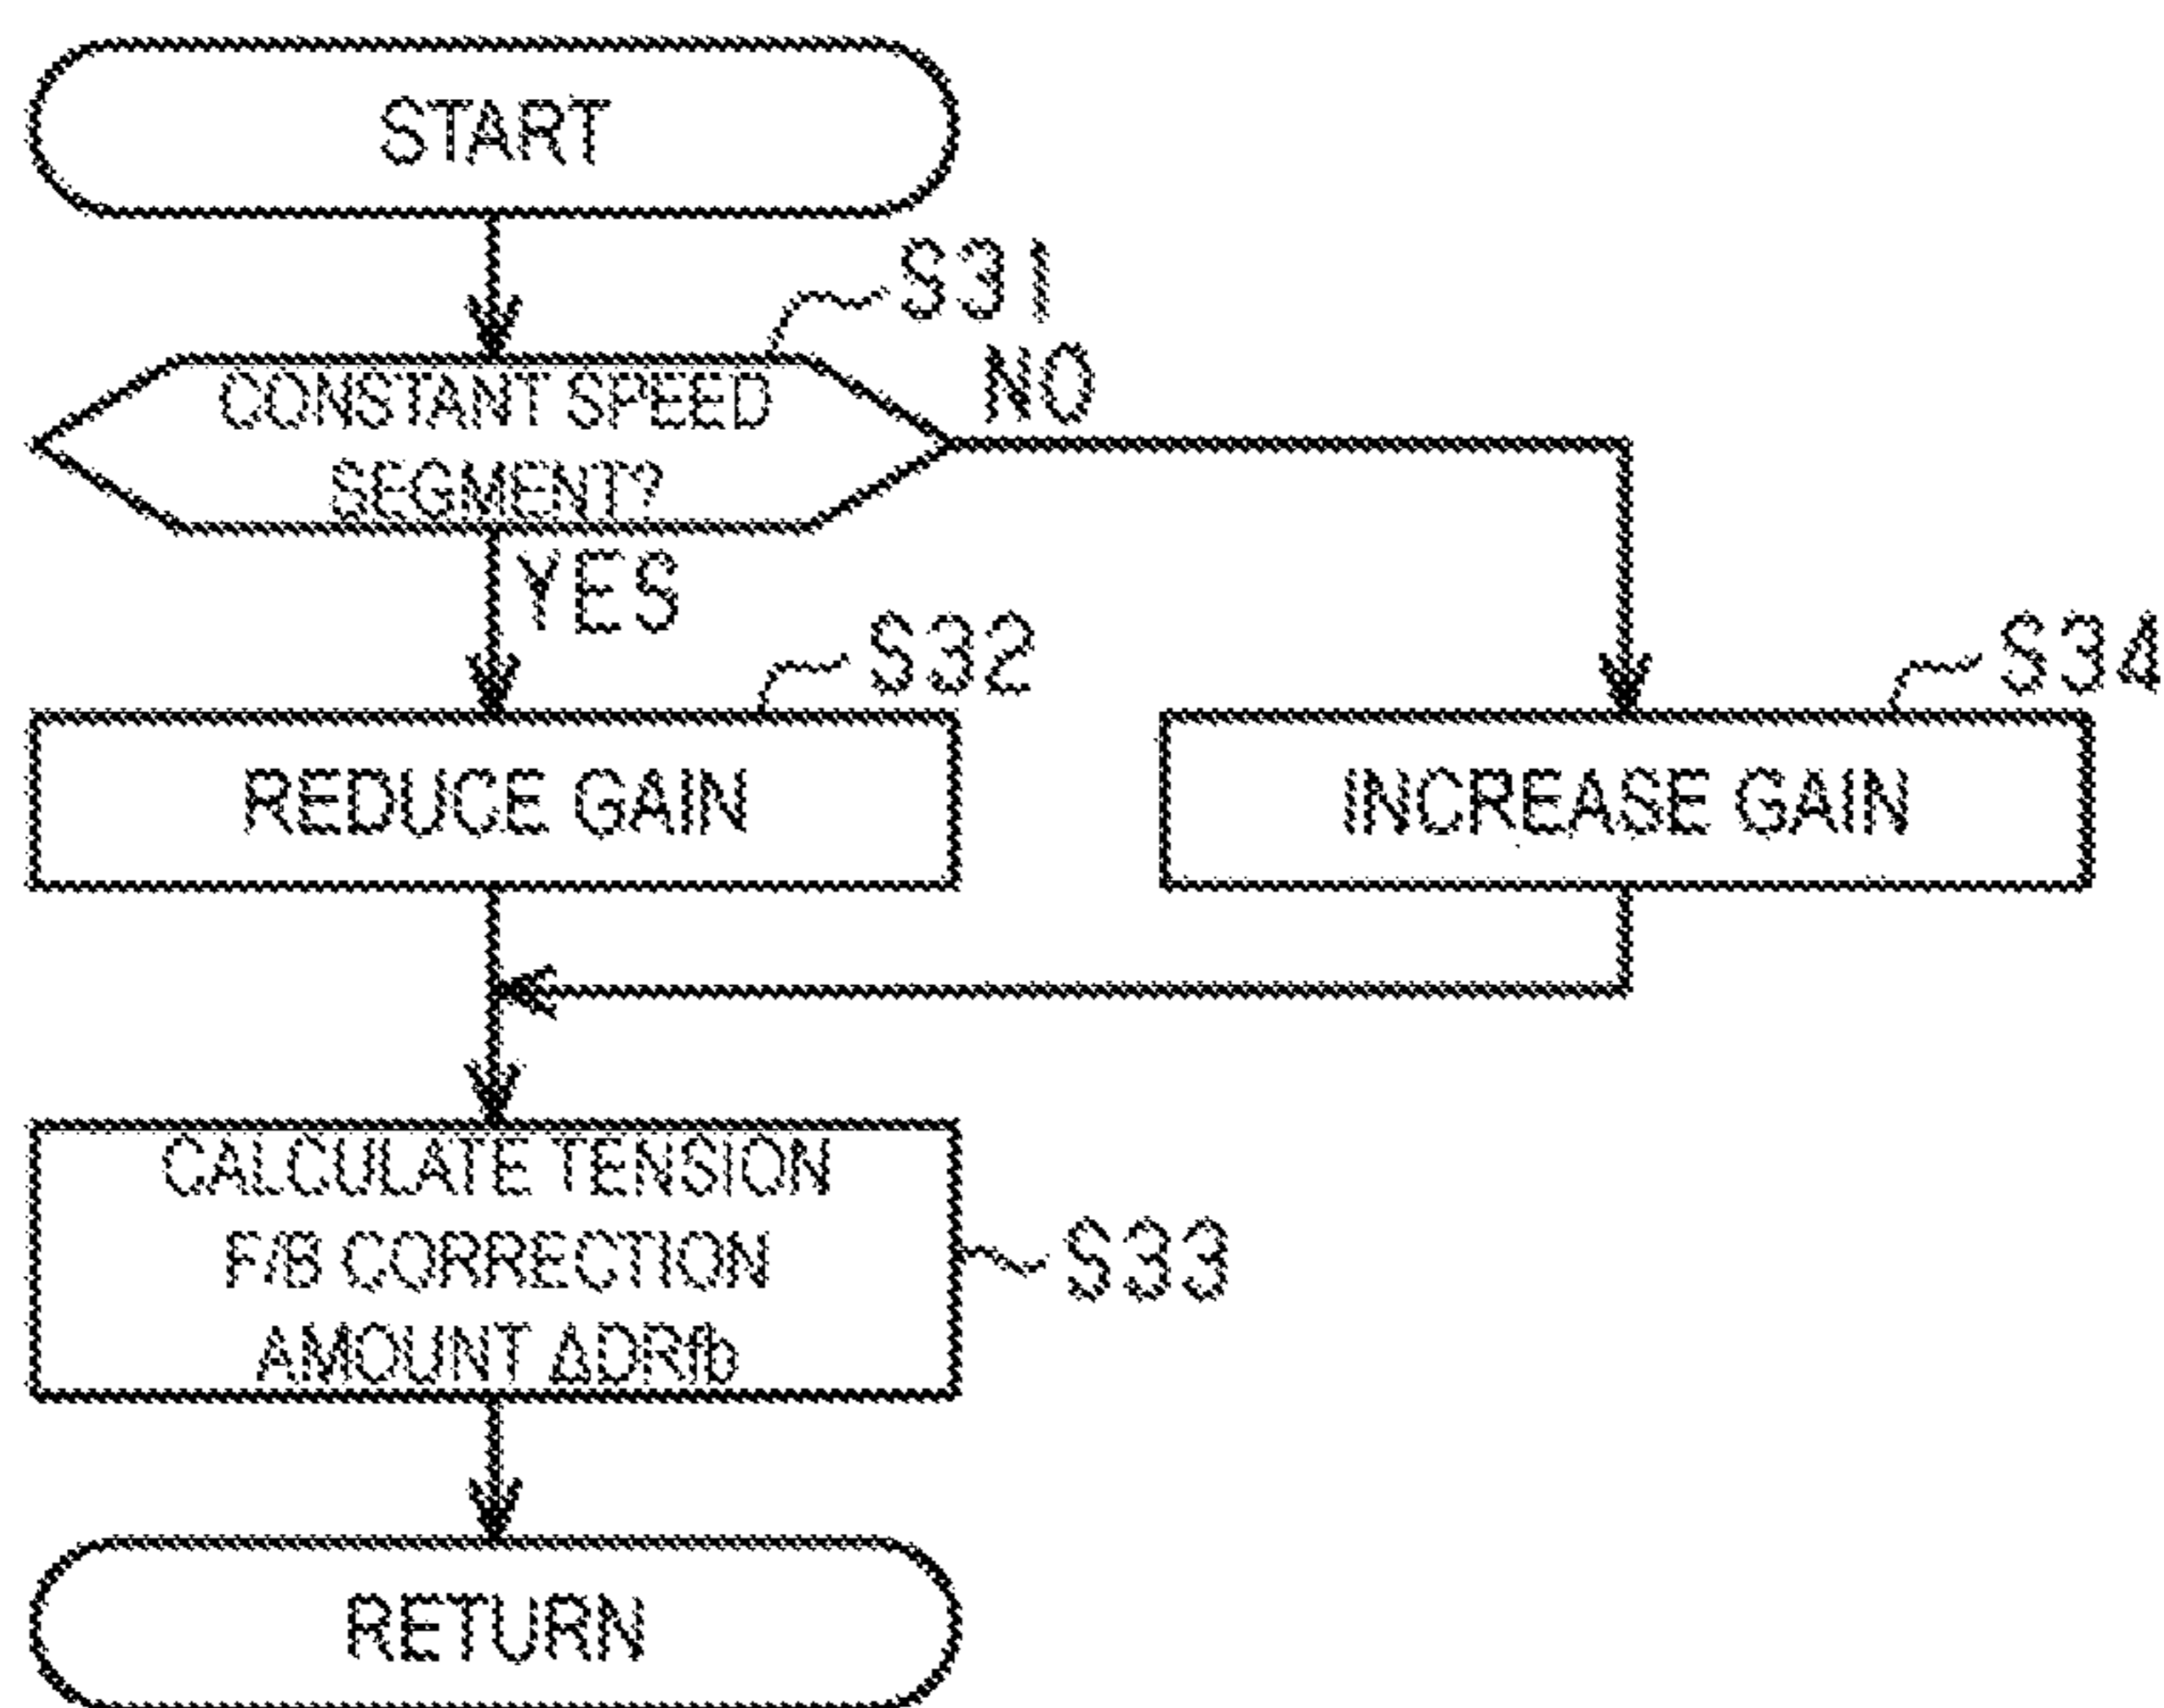 START
S31
NO
CONSTANT SPEED
SEGMENT?
YES
S32
S34
REDUCE GAIN
INCREASE GAIN
CALCULATE TENSION
F/B CORRECTION
AMOUNT ΔDRfb
S33
RETURN